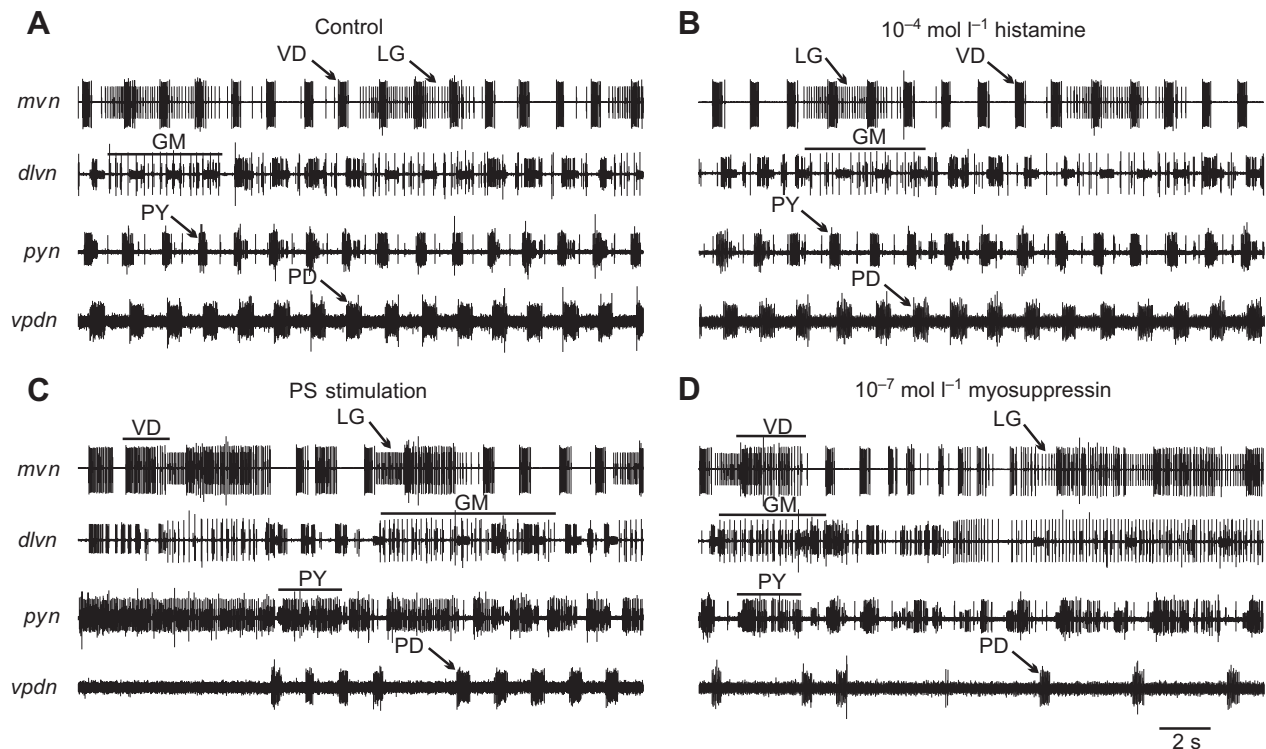 A
Control
VD
LG
mvn
GM
dlvn
PY
pyn
PD
vpdn
B
10–4 mol l–1 histamine
LG
VD
GM
PY
PD
C
PS stimulation
VD
LG
mvn
GM
dlvn
PY
pyn
PD
vpdn
D
10–7 mol l–1 myosuppressin
VD
LG
GM
PY
PD
2 s